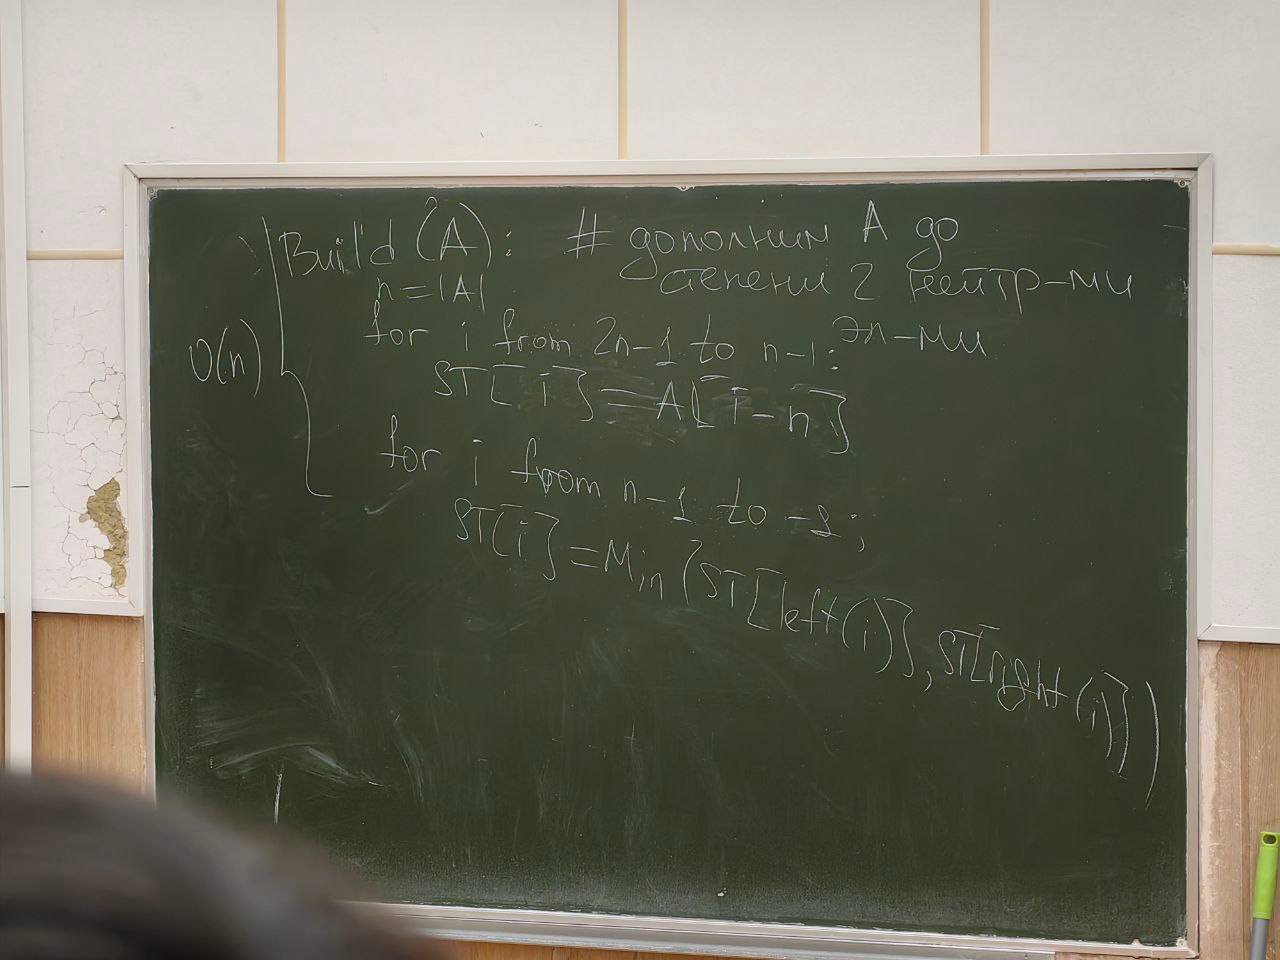 Build (A): # дополним A до
n = |A| степени 2 нейтр-ми
эл-ми
for i from 2n-1 to n-1:
O(n)
ST[i] = A[i-n]
for i from n-1 to -1;
ST[i] = Min (ST[left(i)], ST[right(i)])